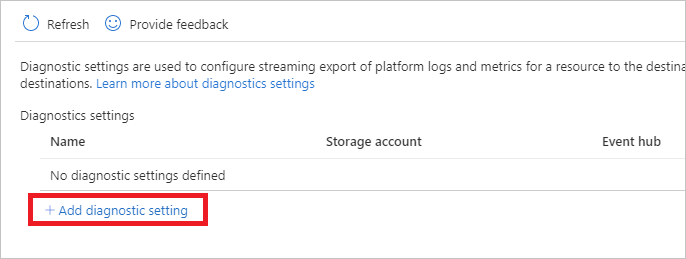 Refresh Provide feedback
Diagnostic settings are used to configure streaming export of platform logs and metrics for a resource to the destina
destinations. Learn more about diagnostics settings
Diagnostics settings
Name Storage account Event hub
No diagnostic settings defined
+ Add diagnostic setting